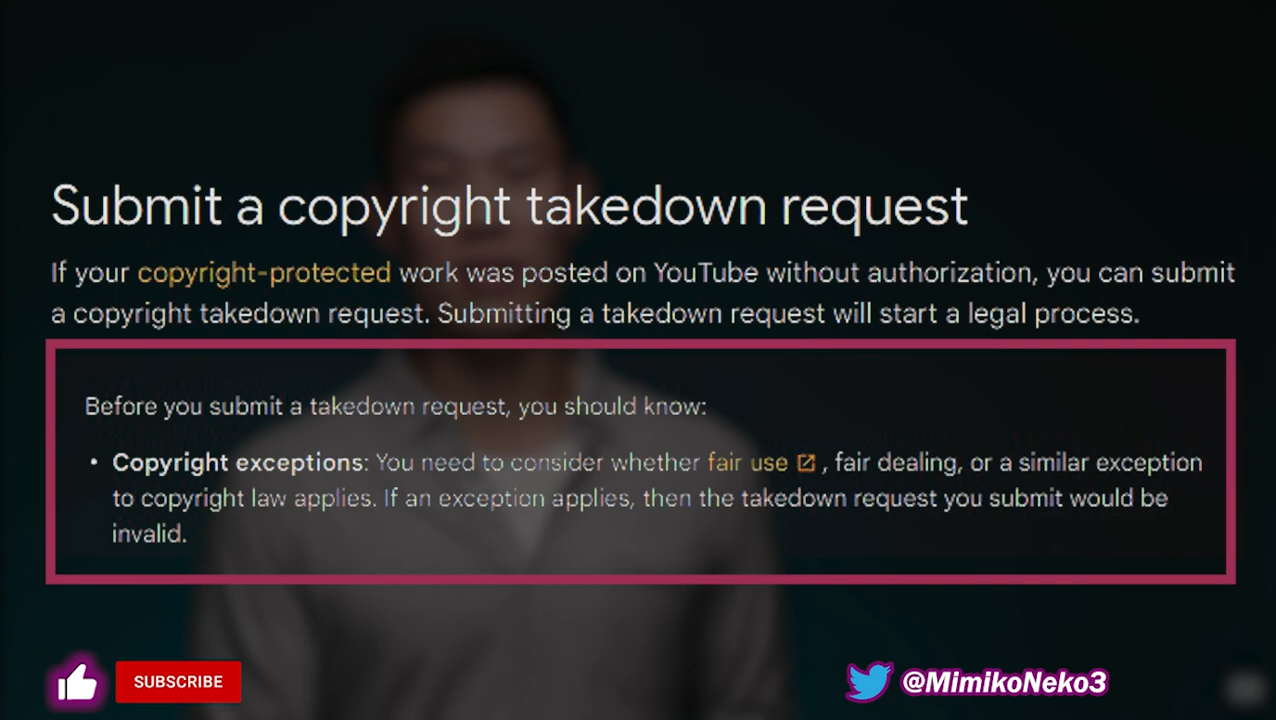 Submit a copyright takedown request
If your copyright-protected work was posted on YouTube without authorization, you can submit
a copyright takedown request. Submitting a takedown request will start a legal process.
Before you submit a takedown request, you should know:
• Copyright exceptions: You need to consider whether fair use , fair dealing, or a similar exception
to copyright law applies. If an exception applies, then the takedown request you submit would be
invalid.
SUBSCRIBE
@MimikoNeko3